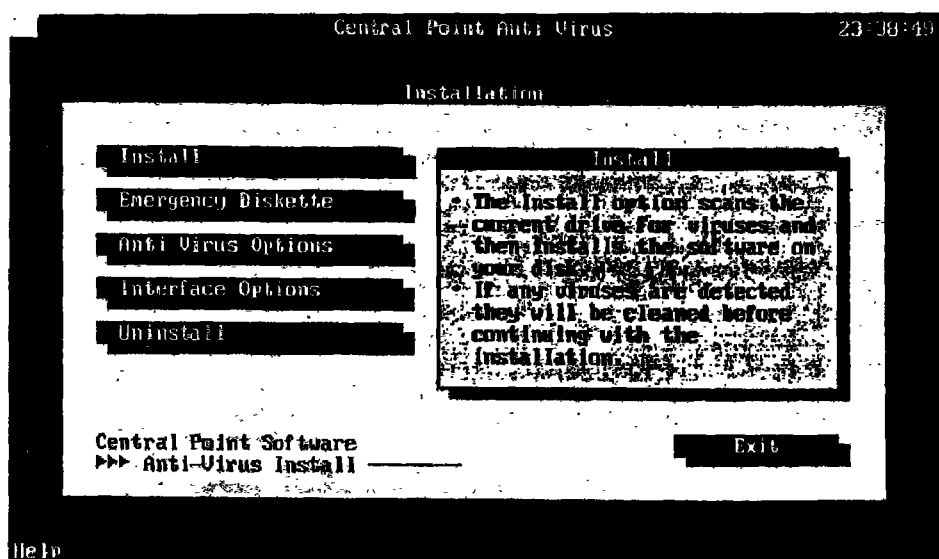 Central Point Anti Virus 23:38:49
Installation
Install
Emergency Diskette
Anti Virus Options
Interface Options
Uninstall
Install
• The Install option scans the
current drive for viruses and
then installs the software on
your disk.
• If any viruses are detected
they will be cleaned before
continuing with the
installation.
Central Point Software
►►► Anti-Virus Install
Exit
Help